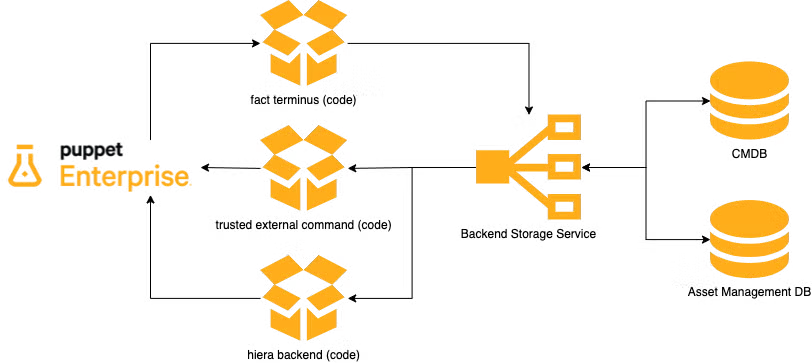 fact terminus (code)
puppet
Enterprise
trusted external command (code)
hiera backend (code)
Backend Storage Service
CMDB
Asset Management DB